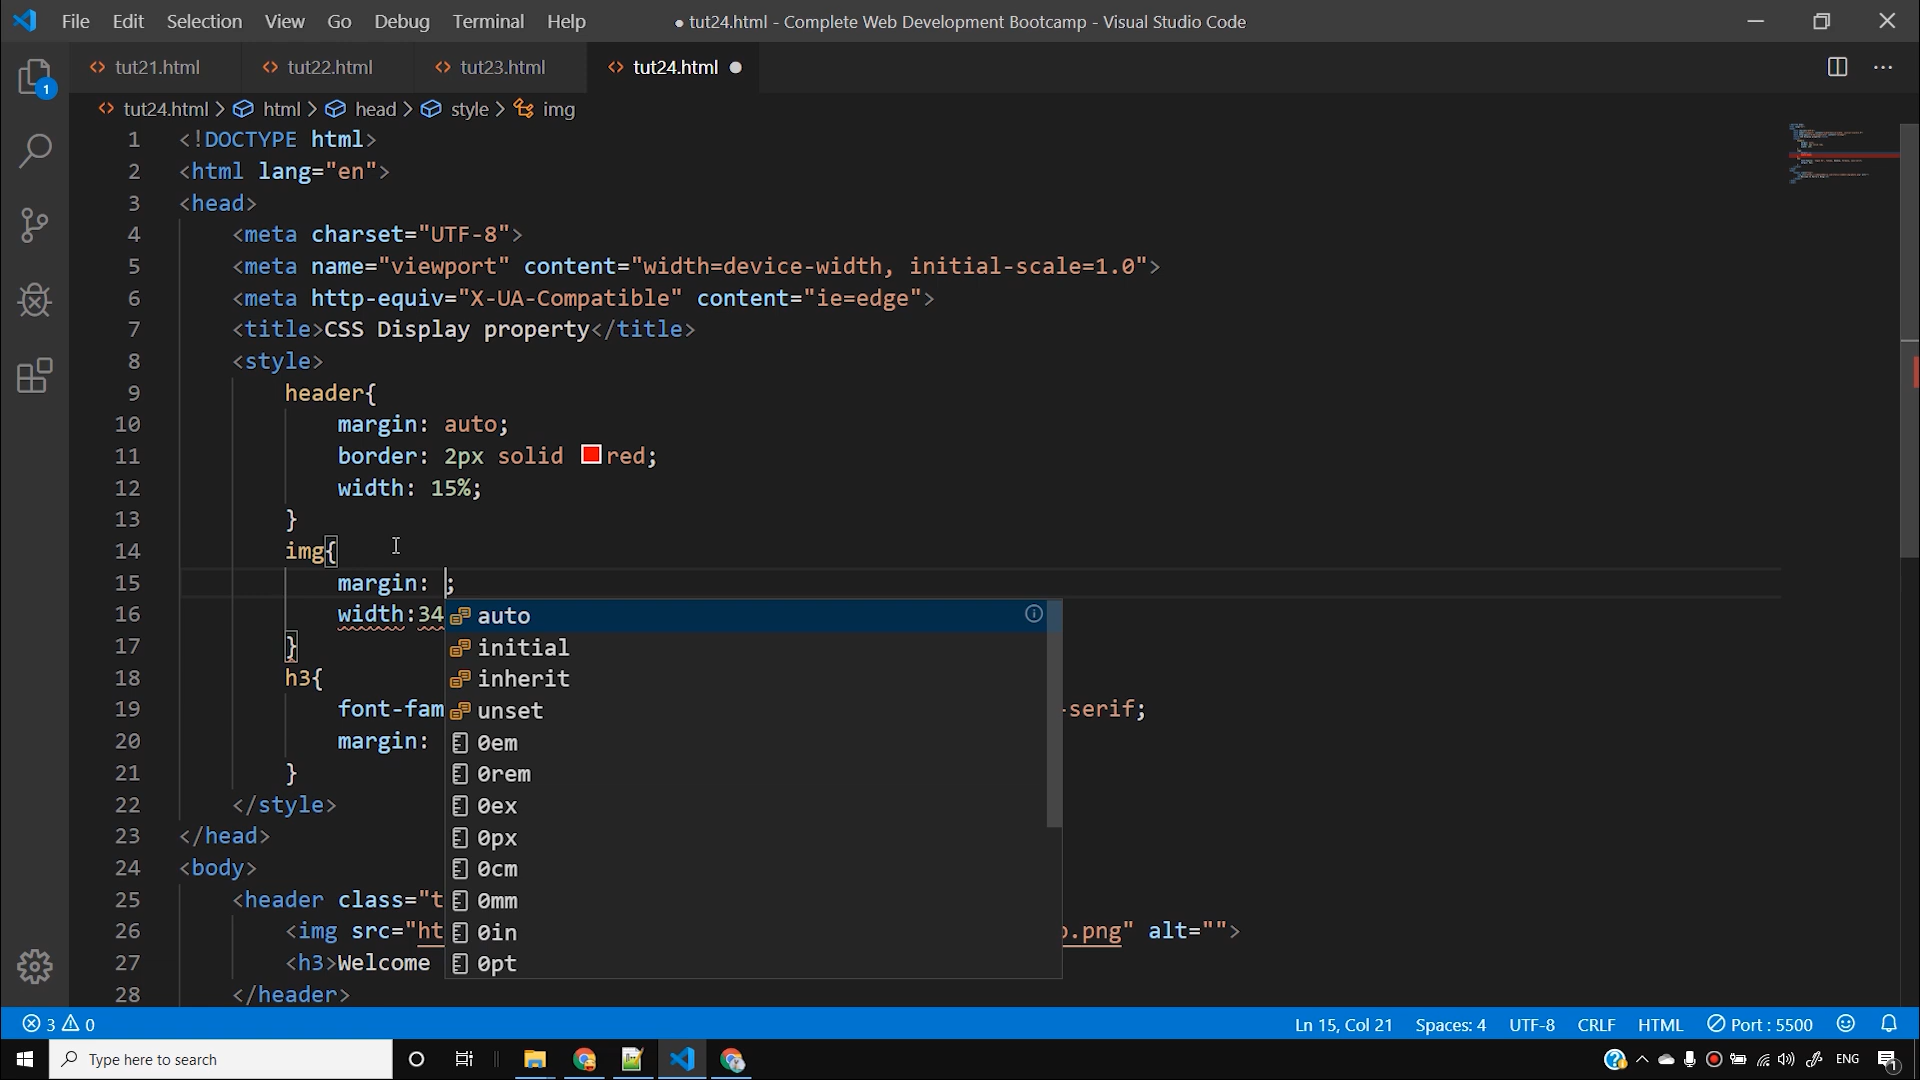 File Edit Selection View Go Debug Terminal Help ● tut24.html - Complete Web Development Bootcamp - Visual Studio Code
1
<> tut21.html <> tut22.html <> tut23.html <> tut24.html ●
<> tut24.html > html > head > style > img
1 <!DOCTYPE html>
2 <html lang="en">
3 <head>
4 <meta charset="UTF-8">
5 <meta name="viewport" content="width=device-width, initial-scale=1.0">
6 <meta http-equiv="X-UA-Compatible" content="ie=edge">
7 <title>CSS Display property</title>
8 <style>
9 header{
10 margin: auto;
11 border: 2px solid red;
12 width: 15%;
13 }
14 img{
15 margin: ;
16 width:34
17 }
18 h3{
19 font-fam -serif;
20 margin:
21 }
22 </style>
23 </head>
24 <body>
25 <header class="t
26 <img src="ht .png" alt="">
27 <h3>Welcome
28 </header>
auto
initial
inherit
unset
0em
0rem
0ex
0px
0cm
0mm
0in
0pt
3 0 Ln 15, Col 21 Spaces: 4 UTF-8 CRLF HTML Port : 5500
Type here to search ENG 1